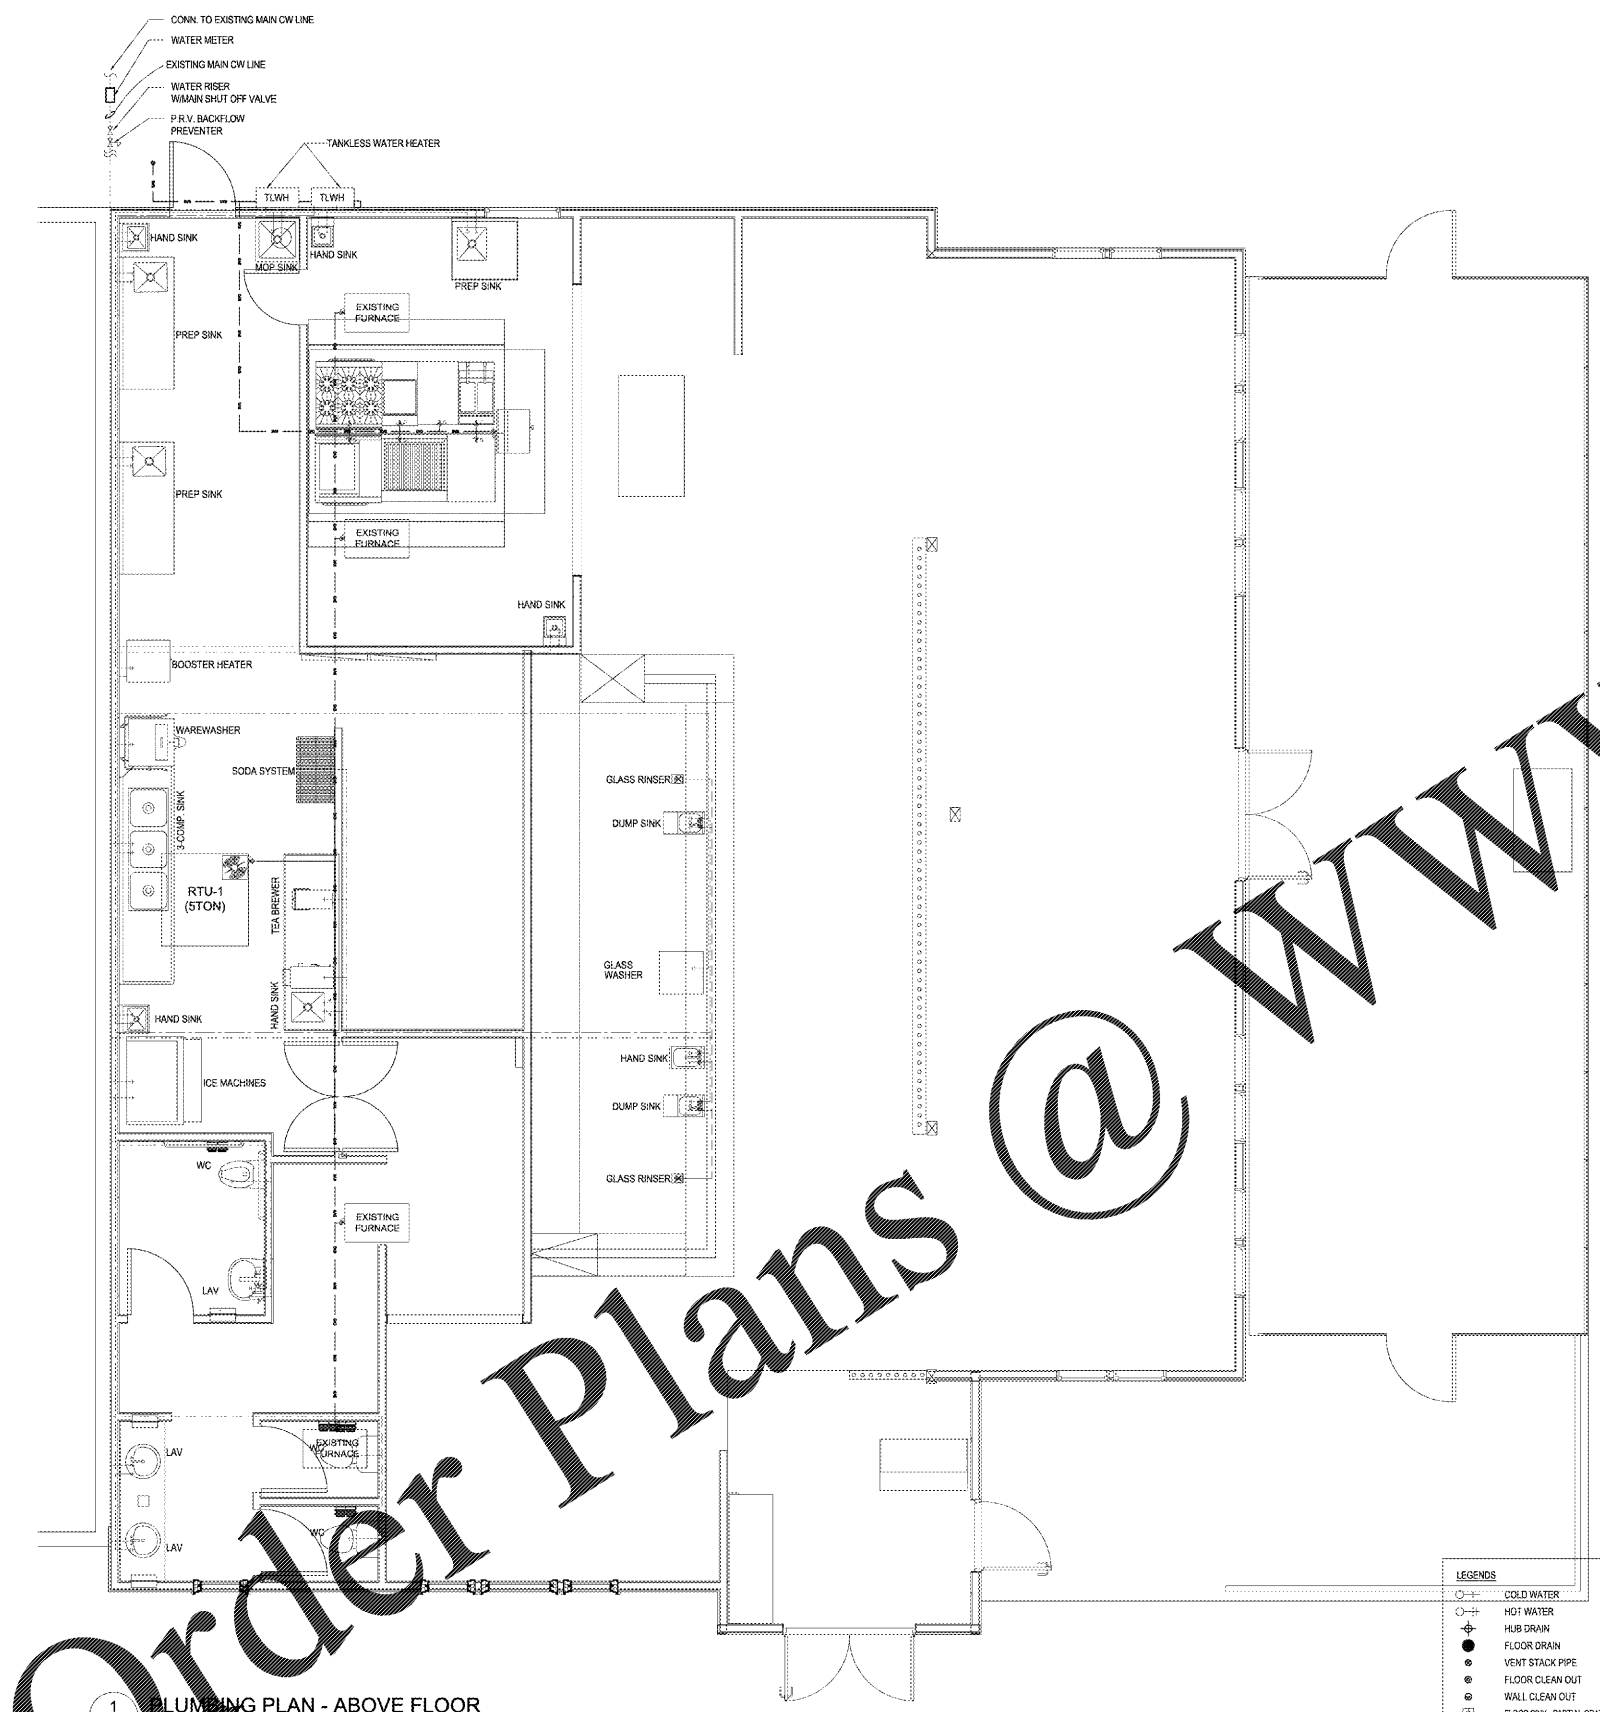 CONN. TO EXISTING MAIN CW LINE
WATER METER
EXISTING MAIN CW LINE
WATER RISER
W/MAIN SHUT OFF VALVE
P.R.V. BACKFLOW
PREVENTER
TANKLESS WATER HEATER
TLWH
TLWH
HAND SINK
MOP SINK
HAND SINK
PREP SINK
EXISTING
FURNACE
PREP SINK
PREP SINK
EXISTING
FURNACE
HAND SINK
BOOSTER HEATER
WAREWASHER
SODA SYSTEM
GLASS RINSER
3-COMP. SINK
DUMP SINK
RTU-1
(5TON)
TEA BREWER
GLASS
WASHER
HAND SINK
HAND SINK
HAND SINK
ICE MACHINES
DUMP SINK
WC
GLASS RINSER
EXISTING
FURNACE
LAV
LAV
WC
EXISTING
FURNACE
WC
LAV
Order Plans @ www
LEGENDS
COLD WATER
HOT WATER
HUB DRAIN
FLOOR DRAIN
VENT STACK PIPE
FLOOR CLEAN OUT
WALL CLEAN OUT
1
PLUMBING PLAN - ABOVE FLOOR